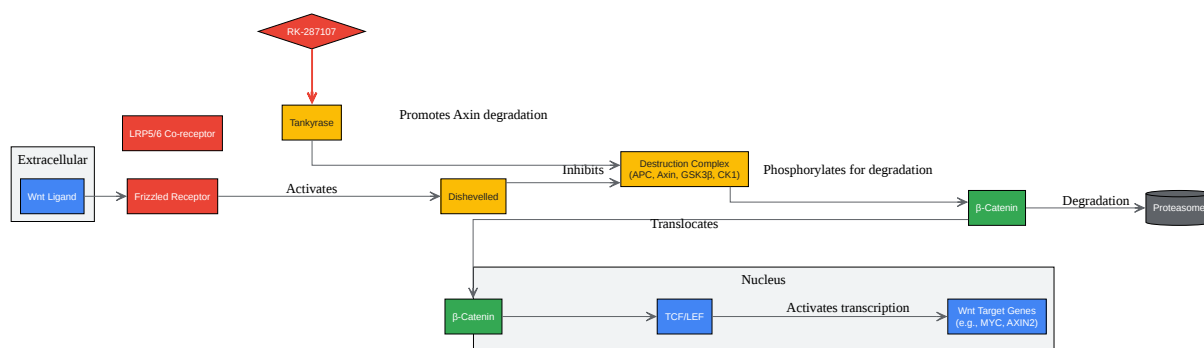 RK-287107
Tankyrase
Promotes Axin degradation
LRP5/6 Co-receptor
Extracellular
Wnt Ligand
Frizzled Receptor
Activates
Dishevelled
Inhibits
Destruction Complex
(APC, Axin, GSK3β, CK1)
Phosphorylates for degradation
β-Catenin
Degradation
Proteasome
Translocates
Nucleus
β-Catenin
TCF/LEF
Activates transcription
Wnt Target Genes
(e.g., MYC, AXIN2)